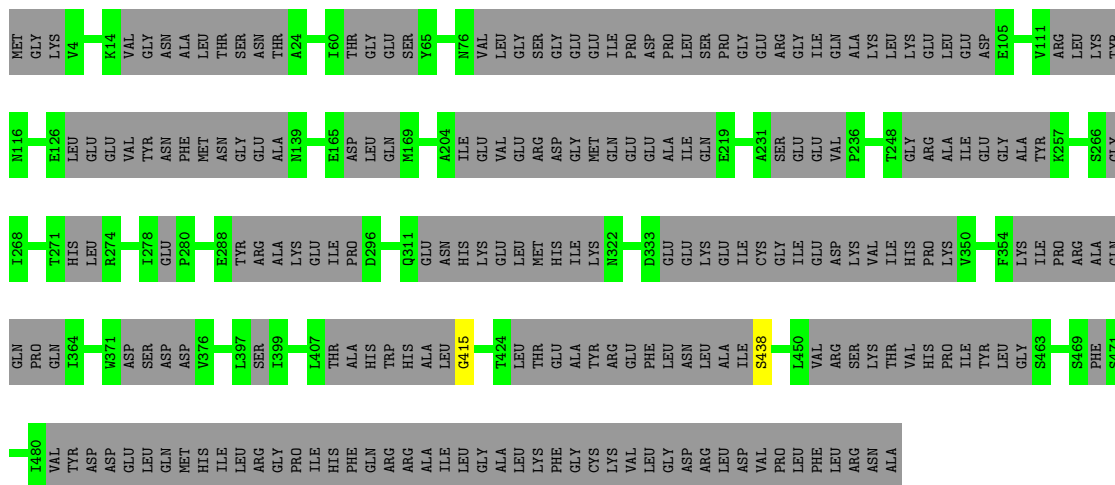 MET GLY LYS V4 K14 VAL GLY ASN ALA LEU THR SER ASN THR A24 I60 THR GLY GLU SER Y65 N76 VAL LEU GLY SER GLY GLU GLU ILE PRO ASP PRO LEU SER PRO GLY GLU ARG GLY ILE GLN ALA LYS LEU LYS GLU LEU GLU ASP E105 V111 ARG LEU LYS TYR
N116 E126 LEU GLU GLU VAL TYR ASN PHE MET ASN GLY GLU ALA N139 E165 ASP LEU GLN M169 A204 ILE GLU VAL GLU ARG ASP GLY MET GLN GLU GLU ALA ILE GLN E219 A231 SER GLU GLU VAL P236 T248 GLY ARG ALA ILE GLU GLY ALA TYR K257 S266 GLY
I268 T271 HIS LEU R274 I278 GLU P280 E288 TYR ARG ALA LYS GLU ILE PRO D296 Q311 GLU ASN HIS LYS GLU LEU MET HIS ILE LYS N322 D333 GLU GLU LYS GLU ILE CYS GLY ILE GLU ASP LYS VAL ILE HIS PRO LYS V350 F354 LYS ILE PRO ARG ALA GLN
GLN PRO GLN I364 W371 ASP SER ASP ASP V376 L397 SER I399 L407 THR ALA HIS TRP HIS ALA LEU G415 T424 LEU THR GLU ALA TYR ARG GLU PHE LEU ASN LEU ALA ILE S438 L450 VAL ARG SER LYS THR VAL HIS PRO ILE TYR LEU GLY S463 S469 PHE S471
I480 VAL TYR ASP ASP GLU LEU GLN MET HIS ILE LEU ARG GLY PRO ILE HIS PHE GLN ARG ARG ALA ILE LEU GLY ALA LEU LYS PHE GLY CYS LYS VAL LEU GLY ASP ARG LEU ASP VAL PRO LEU PHE LEU ARG ASN ALA